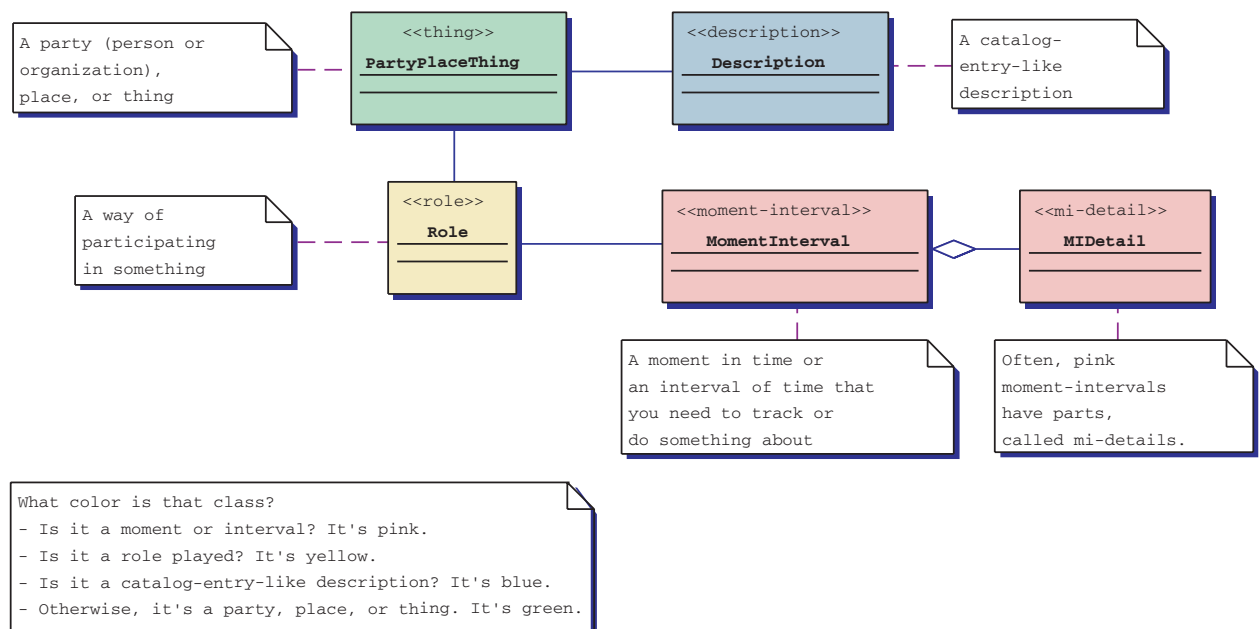 A party (person or
organization),
place, or thing
<<thing>>
PartyPlaceThing
<<description>>
Description
A catalog-
entry-like
description
A way of
participating
in something
<<role>>
Role
<<moment-interval>>
MomentInterval
<<mi-detail>>
MIDetail
A moment in time or
an interval of time that
you need to track or
do something about
Often, pink
moment-intervals
have parts,
called mi-details.
What color is that class?
- Is it a moment or interval? It's pink.
- Is it a role played? It's yellow.
- Is it a catalog-entry-like description? It's blue.
- Otherwise, it's a party, place, or thing. It's green.